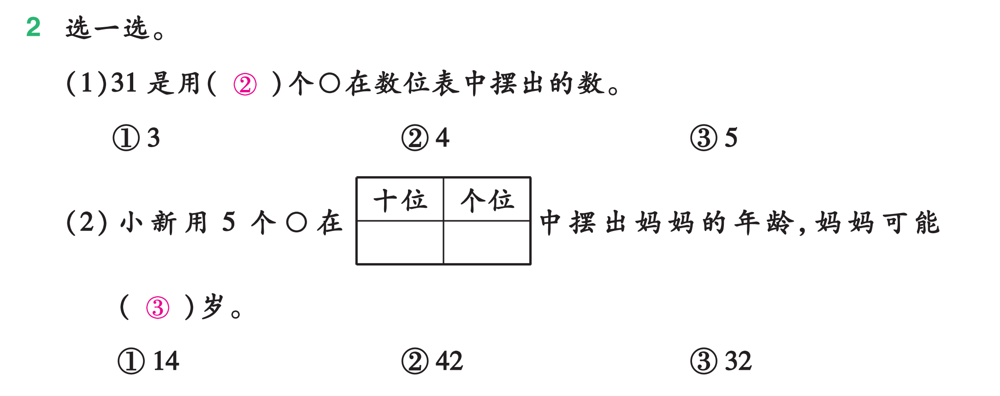 2 选一选。
(1)31 是用( ② )个○在数位表中摆出的数。
① 3 ② 4 ③ 5
(2) 小新用 5 个○在 十位 个位 中摆出妈妈的年龄,妈妈可能
( ③ )岁。
① 14 ② 42 ③ 32